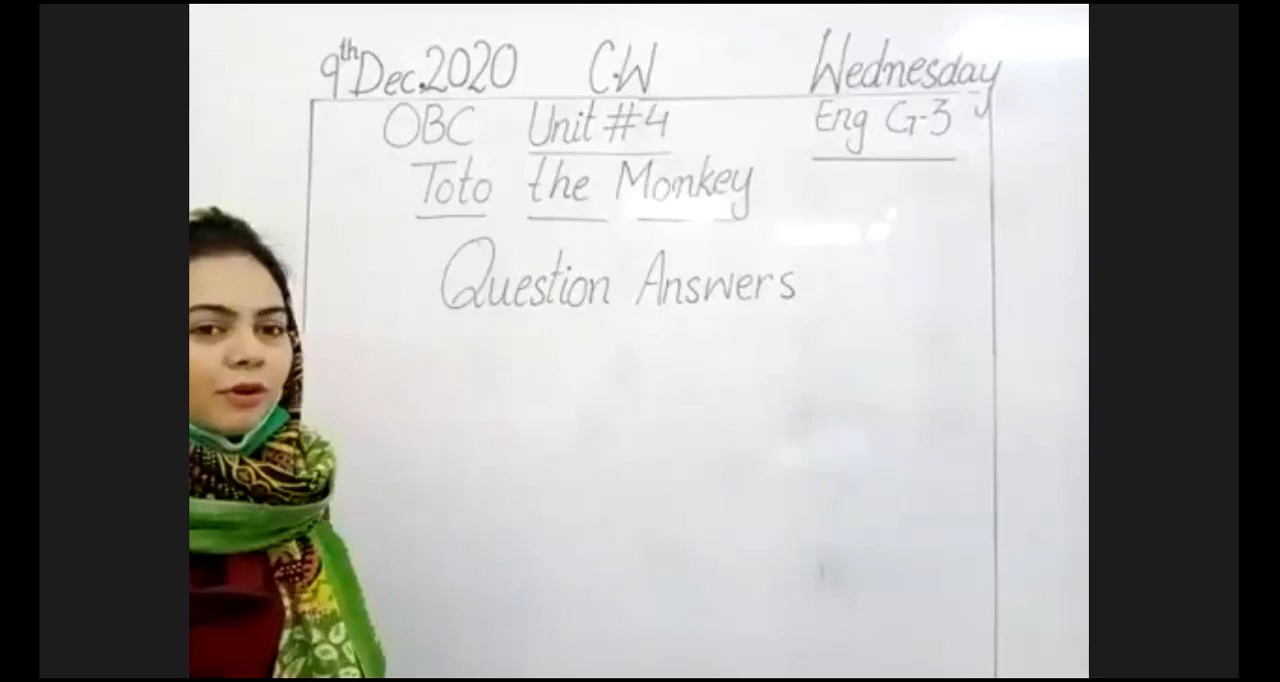 9th Dec.2020 C.W Wednesday
OBC Unit #4 Eng G-3
Toto the Monkey
Question Answers